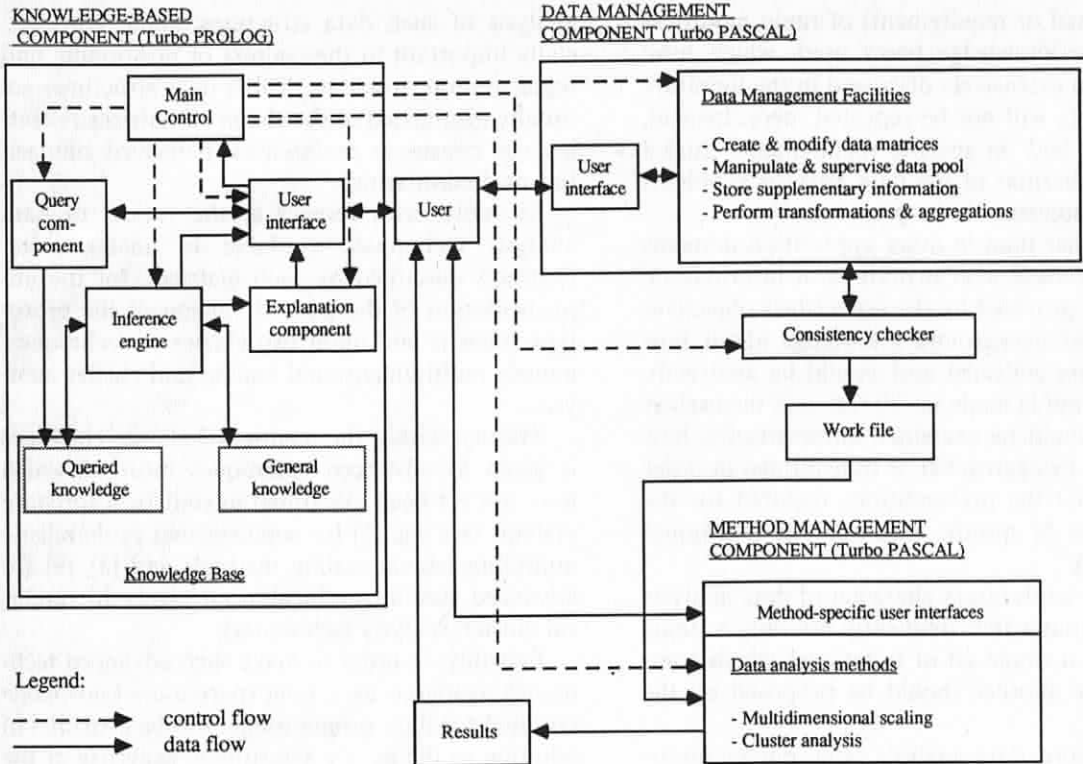 KNOWLEDGE-BASED
COMPONENT (Turbo PROLOG)
DATA MANAGEMENT
COMPONENT (Turbo PASCAL)
Main
Control
Query
com-
ponent
User
interface
User
Inference
engine
Explanation
component
Queried
knowledge
General
knowledge
Knowledge Base
User
interface
Data Management Facilities
- Create & modify data matrices
- Manipulate & supervise data pool
- Store supplementary information
- Perform transformations & aggregations
Consistency checker
Work file
METHOD MANAGEMENT
COMPONENT (Turbo PASCAL)
Method-specific user interfaces
Data analysis methods
- Multidimensional scaling
- Cluster analysis
Results
Legend:
control flow
data flow